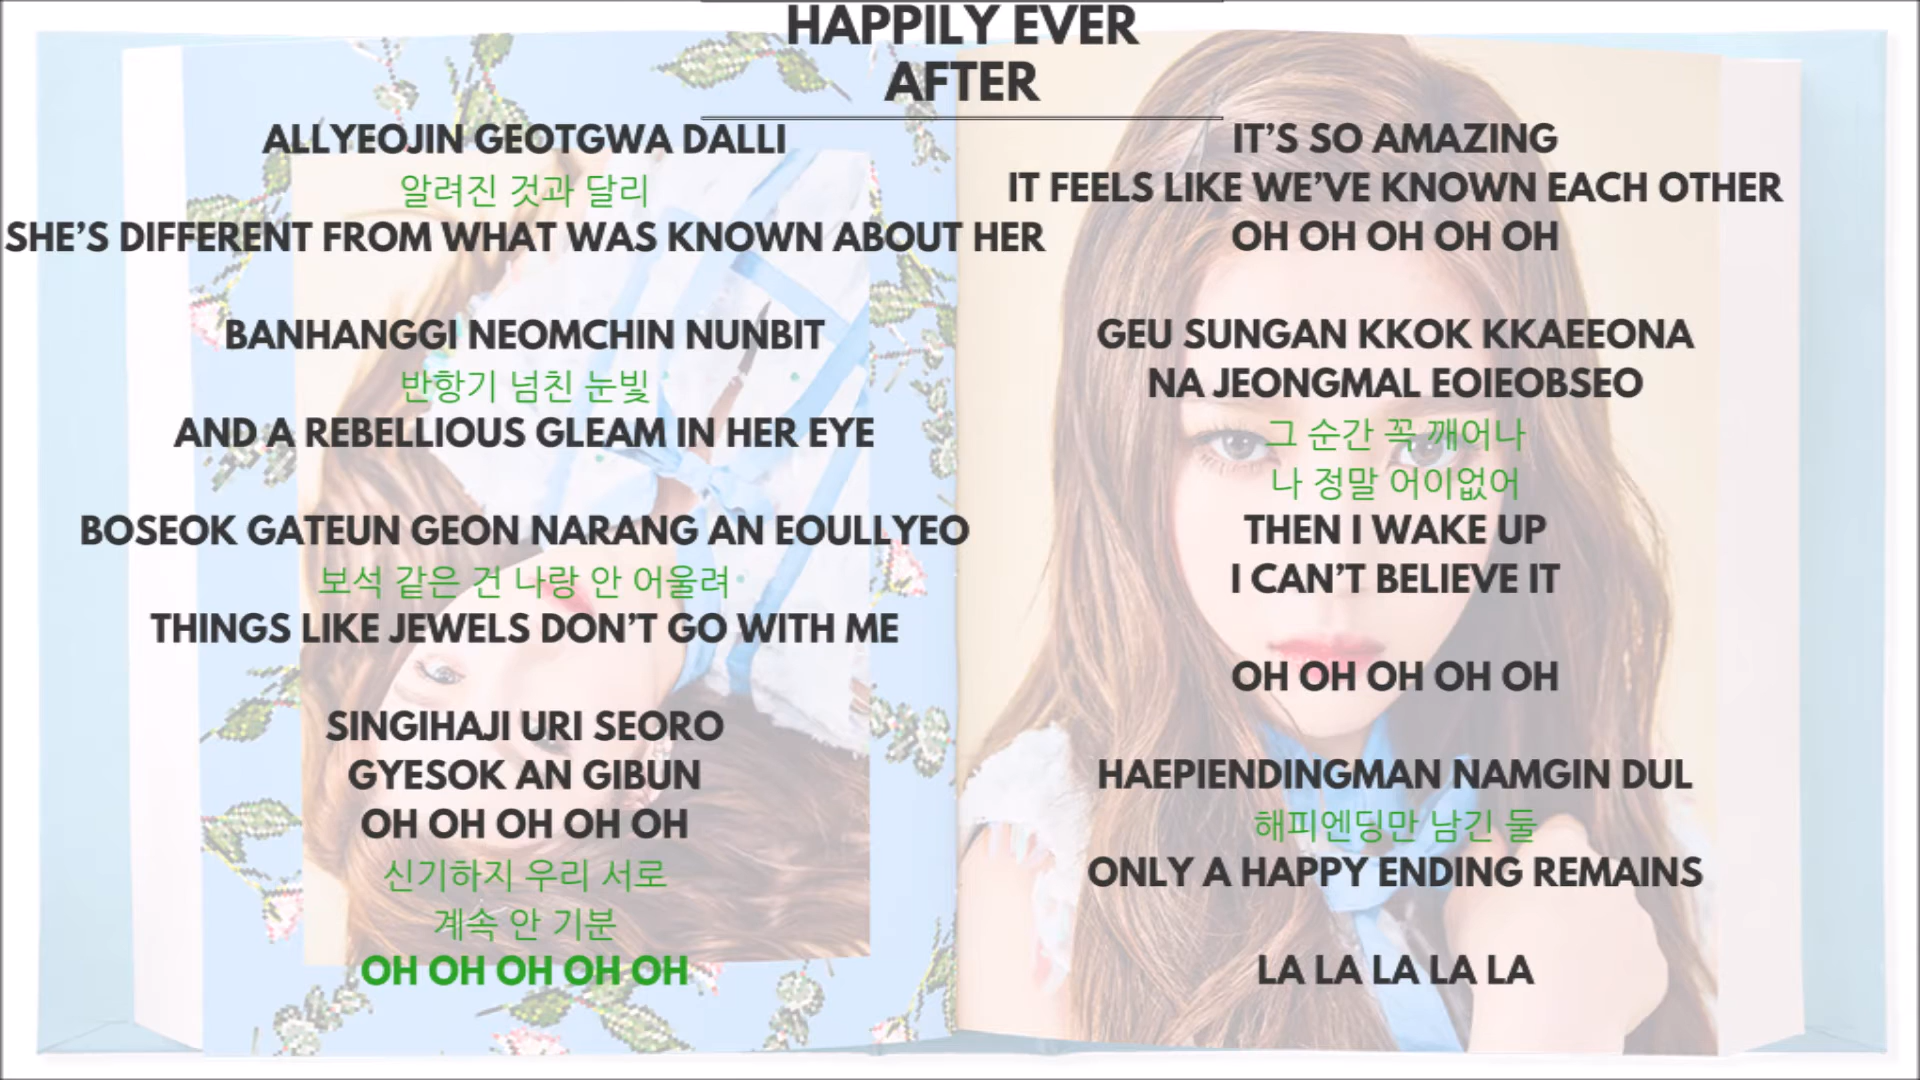 HAPPILY EVER
AFTER
ALLYEOJIN GEOTGWA DALLI
알려진 것과 달리
SHE'S DIFFERENT FROM WHAT WAS KNOWN ABOUT HER
BANHANGGI NEOMCHIN NUNBIT
반항기 넘친 눈빛
AND A REBELLIOUS GLEAM IN HER EYE
BOSEOK GATEUN GEON NARANG AN EOULLYEO
보석 같은 건 나랑 안 어울려
THINGS LIKE JEWELS DON'T GO WITH ME
SINGIHAJI URI SEORO
GYESOK AN GIBUN
OH OH OH OH OH
신기하지 우리 서로
계속 안 기분
OH OH OH OH OH
IT'S SO AMAZING
IT FEELS LIKE WE'VE KNOWN EACH OTHER
OH OH OH OH OH
GEU SUNGAN KKOK KKAEEONA
NA JEONGMAL EOIEOBSEO
그 순간 꼭 깨어나
나 정말 어이없어
THEN I WAKE UP
I CAN'T BELIEVE IT
OH OH OH OH OH
HAEPIENDINGMAN NAMGIN DUL
해피엔딩만 남긴 둘
ONLY A HAPPY ENDING REMAINS
LA LA LA LA LA